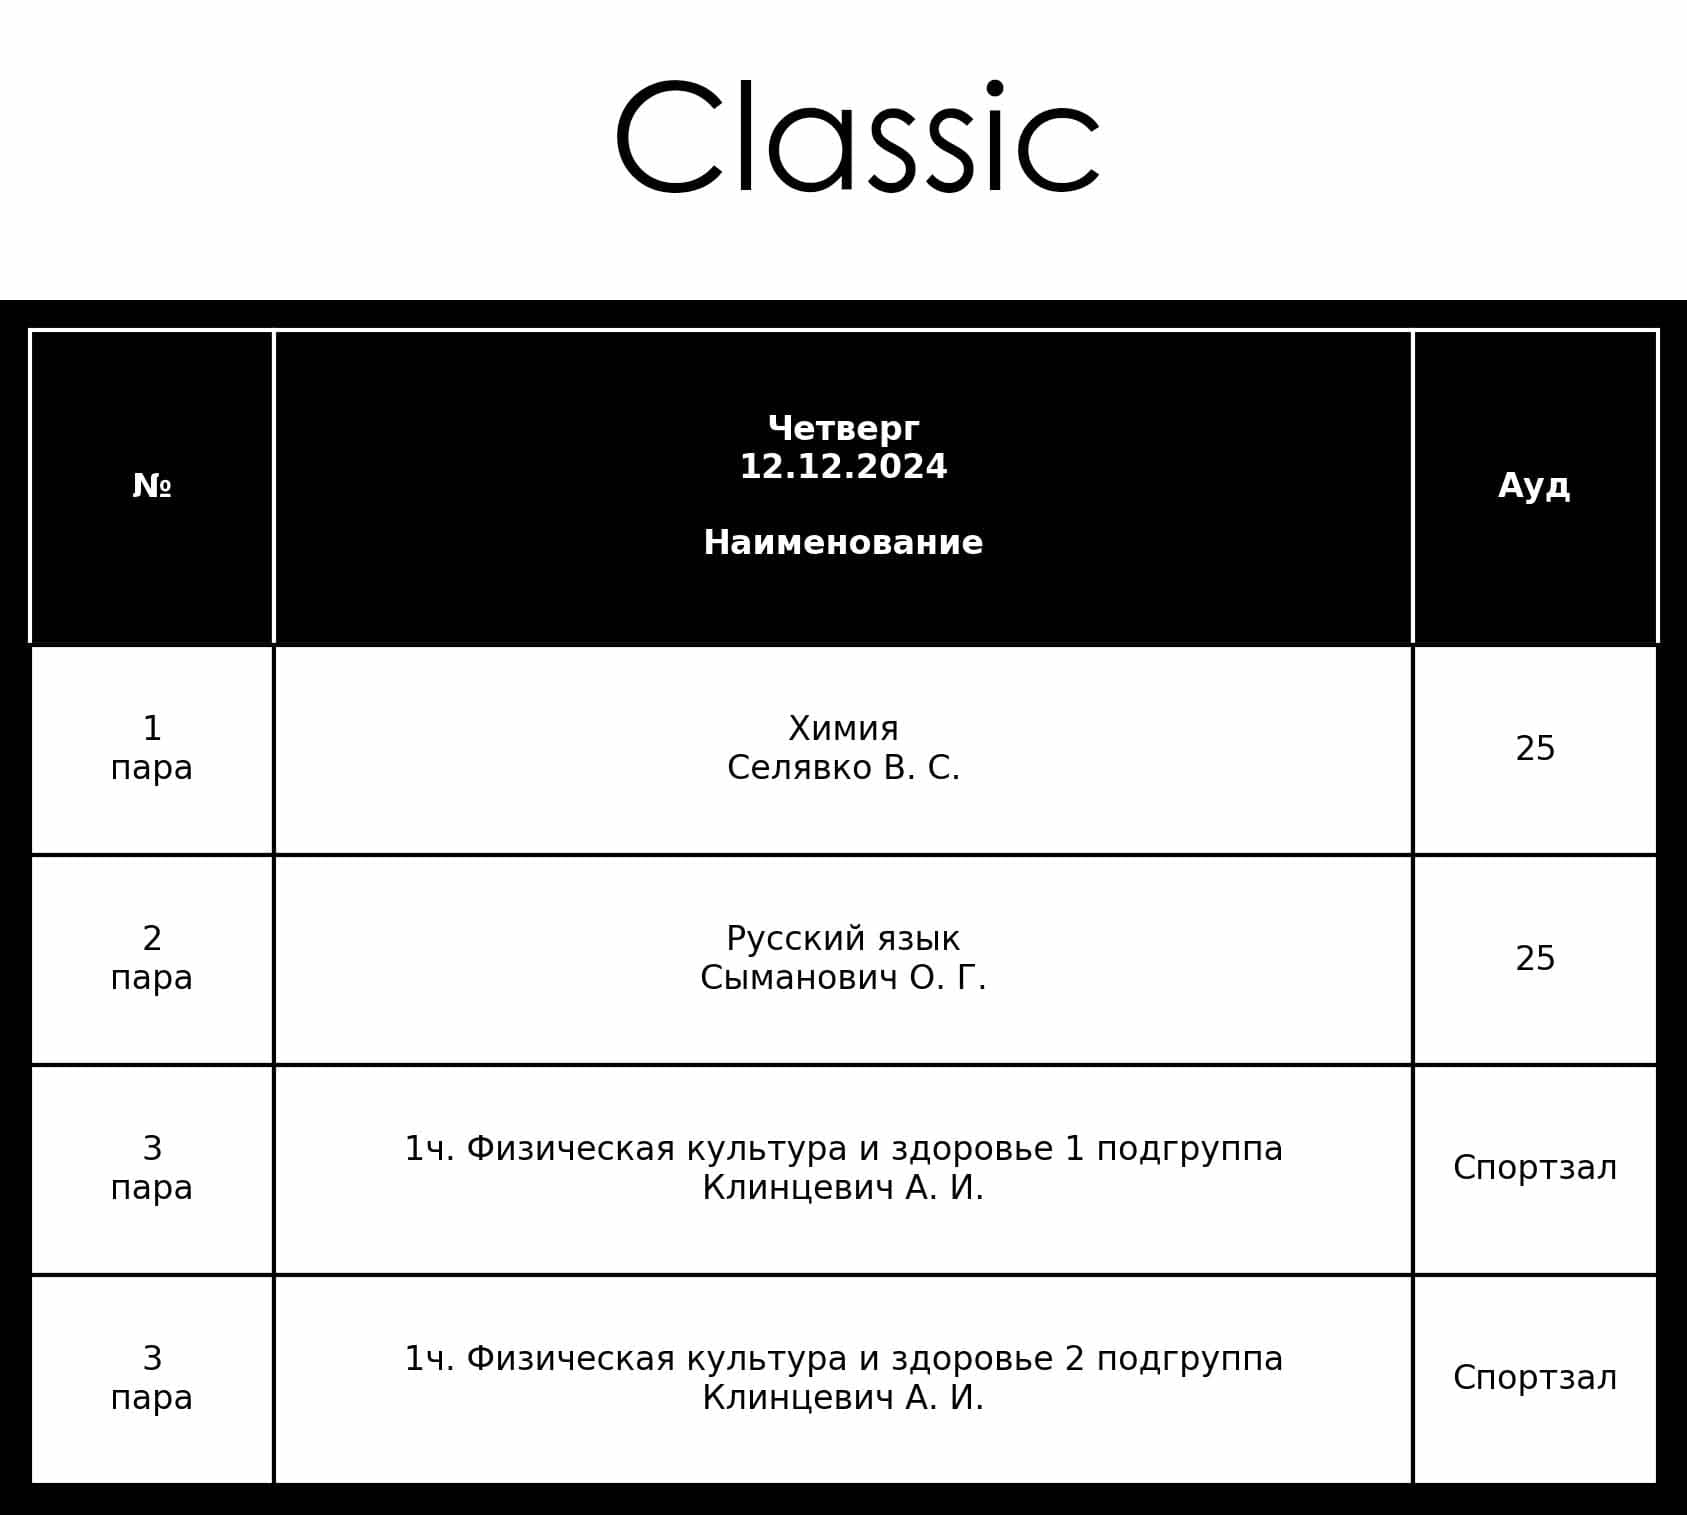 Classic
№
Четверг
12.12.2024
Наименование
Ауд
1
пара
Химия
Селявко В. С.
25
2
пара
Русский язык
Сыманович О. Г.
25
3
пара
1ч. Физическая культура и здоровье 1 подгруппа
Клинцевич А. И.
Спортзал
3
пара
1ч. Физическая культура и здоровье 2 подгруппа
Клинцевич А. И.
Спортзал